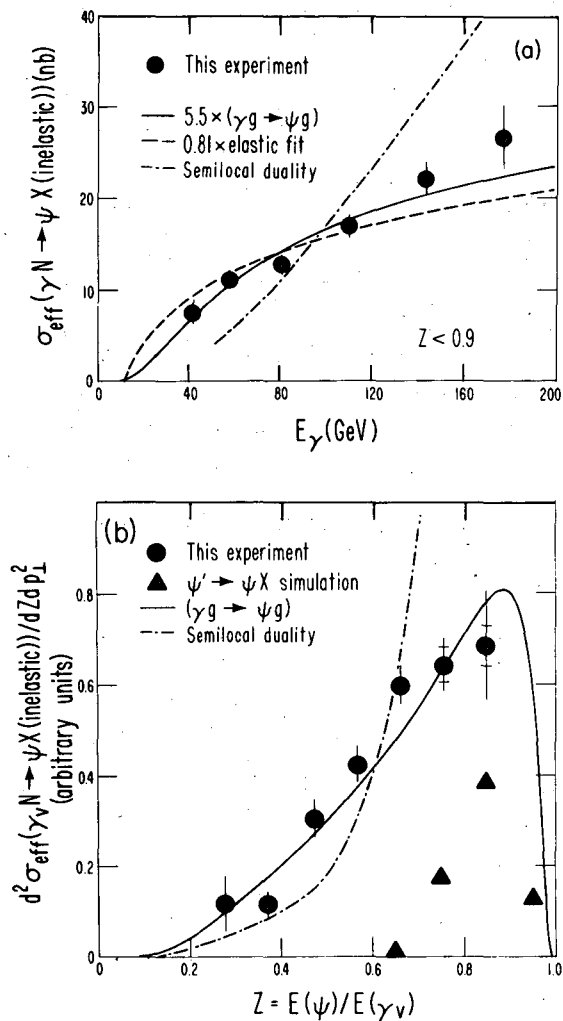 (a)
This experiment
5.5×(γg→ψg)
0.81×elastic fit
Semilocal duality
Z < 0.9
σeff(γN→ψX(inelastic))(nb)
40
30
20
10
0
0 40 80 120 160 200
Eγ(GeV)
(b)
This experiment
ψ'→ψX simulation
(γg→ψg)
Semilocal duality
d²σeff(γᵥN→ψX(inelastic))/dZdp⊥²
(arbitrary units)
0.8
0.6
0.4
0.2
0
0 0.2 0.4 0.6 0.8 1.0
Z = E(ψ)/E(γᵥ)